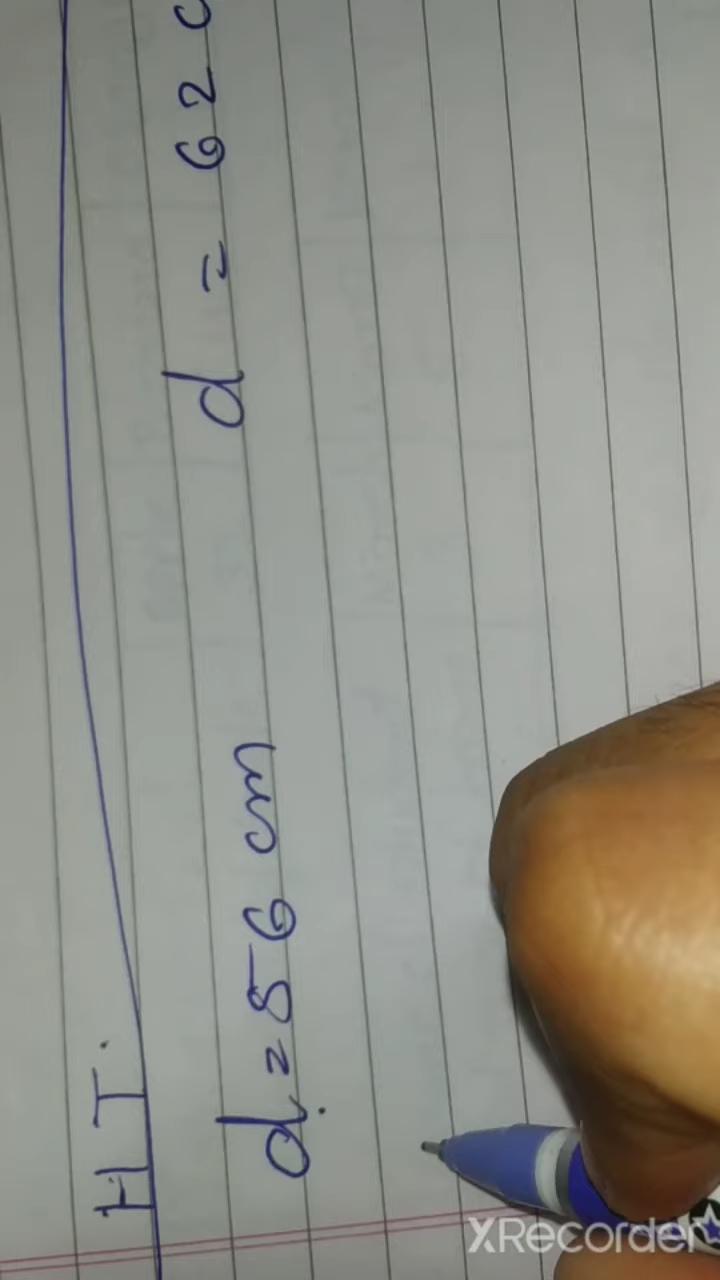 H T.
d = 56 cm d = 62 c
XRecorder